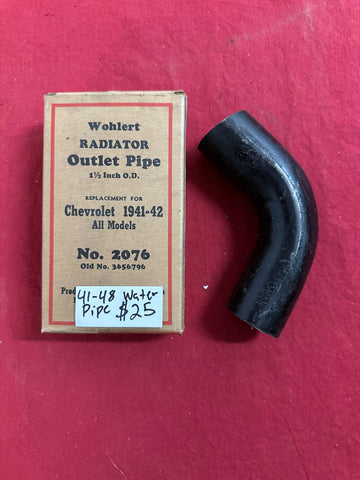 Wohlert
RADIATOR
Outlet Pipe
1½ Inch O.D.
REPLACEMENT FOR
Chevrolet 1941-42
All Models
No. 2076
Old No. 3656796
41-48 Water
Pipe $25